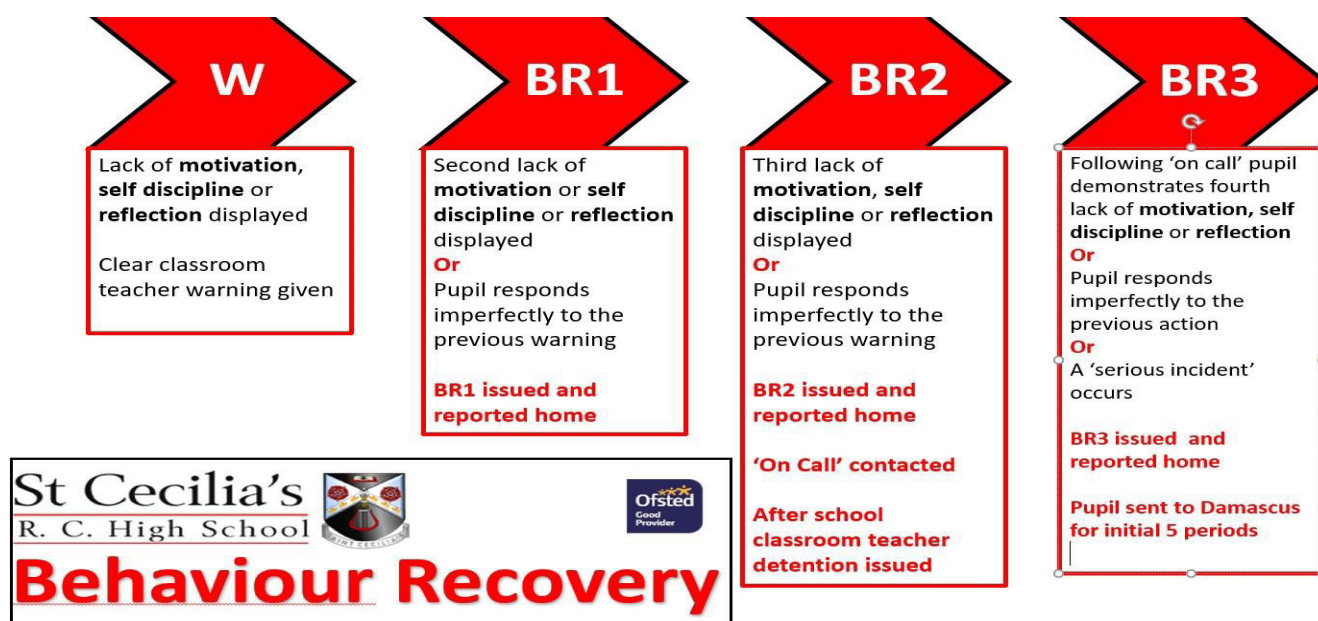 W
Lack of motivation,
self discipline or
reflection displayed
Clear classroom
teacher warning given
BR1
Second lack of
motivation or self
discipline or reflection
displayed
Or
Pupil responds
imperfectly to the
previous warning
BR1 issued and
reported home
BR2
Third lack of
motivation, self
discipline or reflection
displayed
Or
Pupil responds
imperfectly to the
previous warning
BR2 issued and
reported home
‘On Call’ contacted
After school
classroom teacher
detention issued
BR3
Following ‘on call’ pupil
demonstrates fourth
lack of motivation, self
discipline or reflection
Or
Pupil responds
imperfectly to the
previous action
Or
A ‘serious incident’
occurs
BR3 issued and
reported home
Pupil sent to Damascus
for initial 5 periods
St Cecilia’s
R. C. High School
SAINT CECILIA'S
Ofsted
Good
Provider
Behaviour Recovery